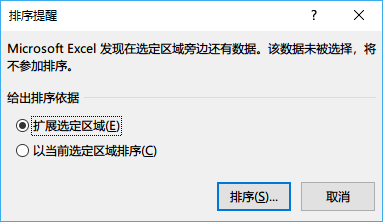 排序提醒
?
Microsoft Excel 发现在选定区域旁边还有数据。该数据未被选择，将
不参加排序。
给出排序依据
扩展选定区域(E)
以当前选定区域排序(C)
排序(S)... 取消